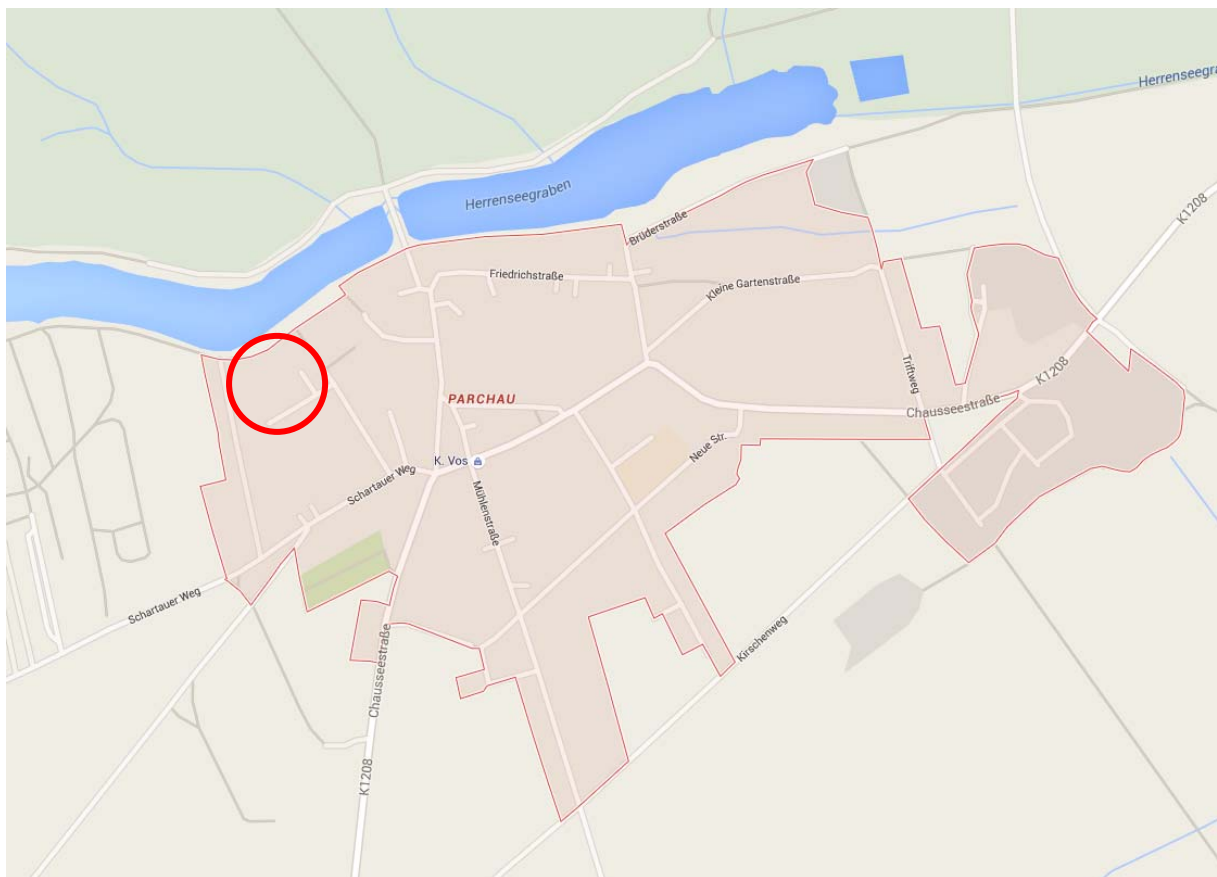 Herrenseegra
Herrenseegraben
K1208
Brüderstraße
Friedrichstraße
Kleine Gartenstraße
Triftweg
K1208
PARCHAU
Chausseestraße
Neue Str.
K. Vos
Schartauer Weg
Mühlenstraße
Schartauer Weg
Kirschenweg
Chausseestraße
K1208